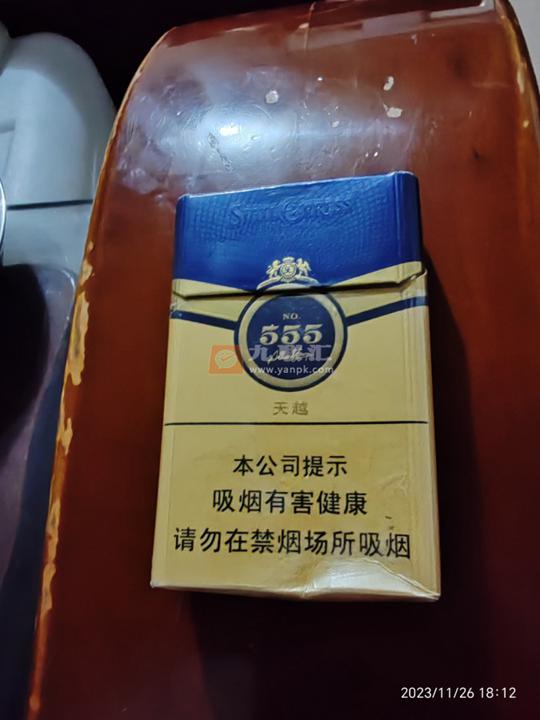 State Express
NO.
555
天越
九聚汇
www.yanpk.com
本公司提示
吸烟有害健康
请勿在禁烟场所吸烟
2023/11/26 18:12